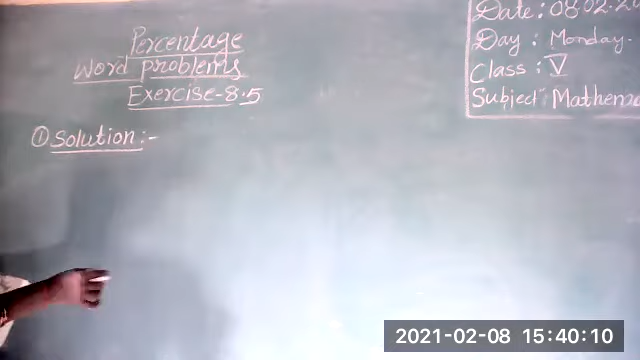 Percentage
Word problems
Exercise-8.5
① Solution:-
Date: 08.02.20
Day: Monday.
Class: V
Subject: Mathema
2021-02-08 15:40:10